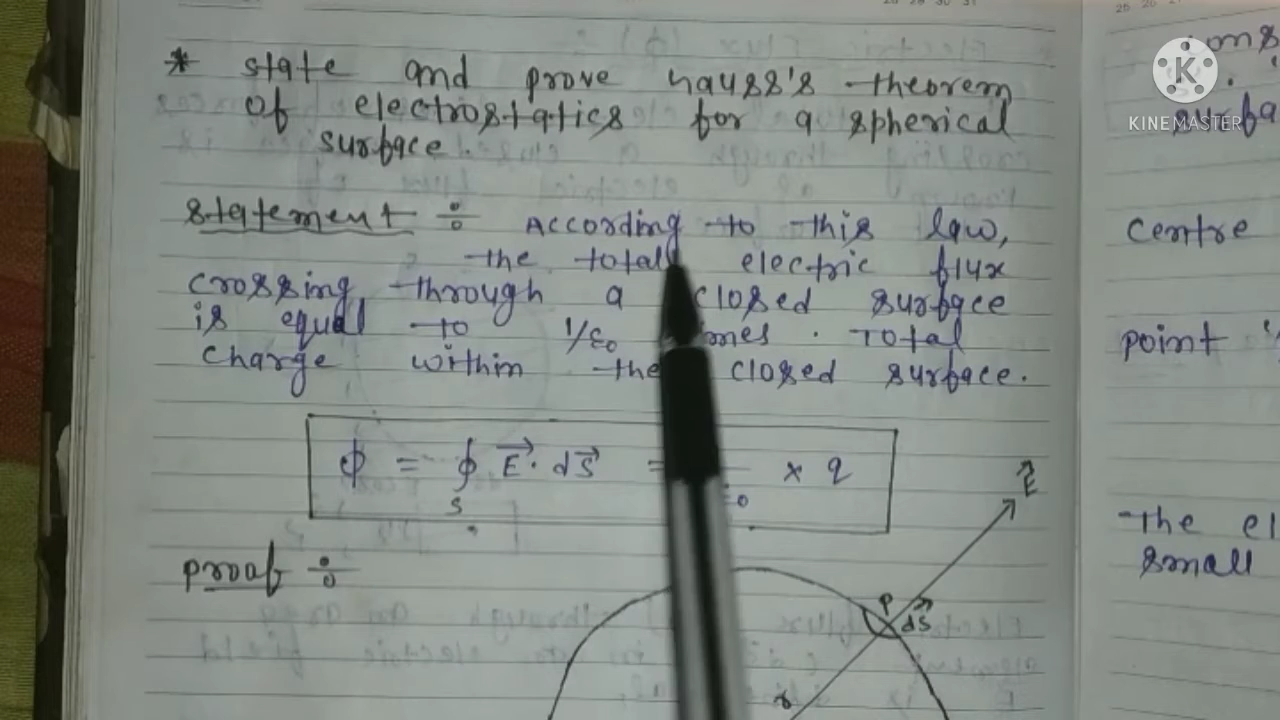 * state and prove Gauss's theorem
of electrostatics for a spherical
surface.
statement ÷ According to this law,
the total electric flux
crossing through a closed surface
is equal to 1/ε₀ Total
charge within the closed surface.
ϕ = ∮ E⃗. dS⃗ = × q
S
E⃗
proof ÷
P
dS⃗
r
centre
point
The
small
KINEMASTER
K